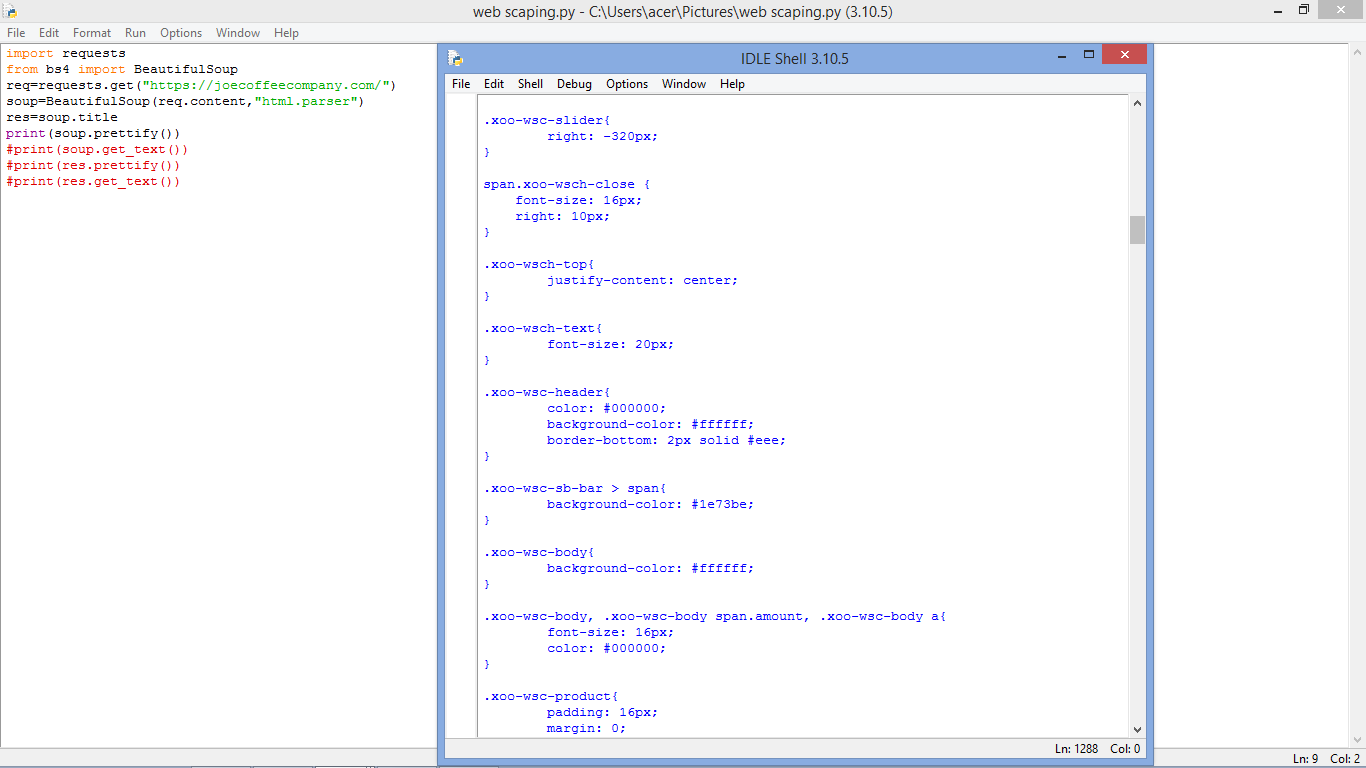 web scaping.py - C:\Users\acer\Pictures\web scaping.py (3.10.5)
File Edit Format Run Options Window Help
import requests
from bs4 import BeautifulSoup
req=requests.get("https://joecoffeecompany.com/")
soup=BeautifulSoup(req.content,"html.parser")
res=soup.title
print(soup.prettify())
#print(soup.get_text())
#print(res.prettify())
#print(res.get_text())
IDLE Shell 3.10.5
File Edit Shell Debug Options Window Help
.xoo-wsc-slider{
right: -320px;
}
span.xoo-wsch-close {
font-size: 16px;
right: 10px;
}
.xoo-wsch-top{
justify-content: center;
}
.xoo-wsch-text{
font-size: 20px;
}
.xoo-wsc-header{
color: #000000;
background-color: #ffffff;
border-bottom: 2px solid #eee;
}
.xoo-wsc-sb-bar > span{
background-color: #1e73be;
}
.xoo-wsc-body{
background-color: #ffffff;
}
.xoo-wsc-body, .xoo-wsc-body span.amount, .xoo-wsc-body a{
font-size: 16px;
color: #000000;
}
.xoo-wsc-product{
padding: 16px;
margin: 0;
Ln: 1288 Col: 0
Ln: 9 Col: 2